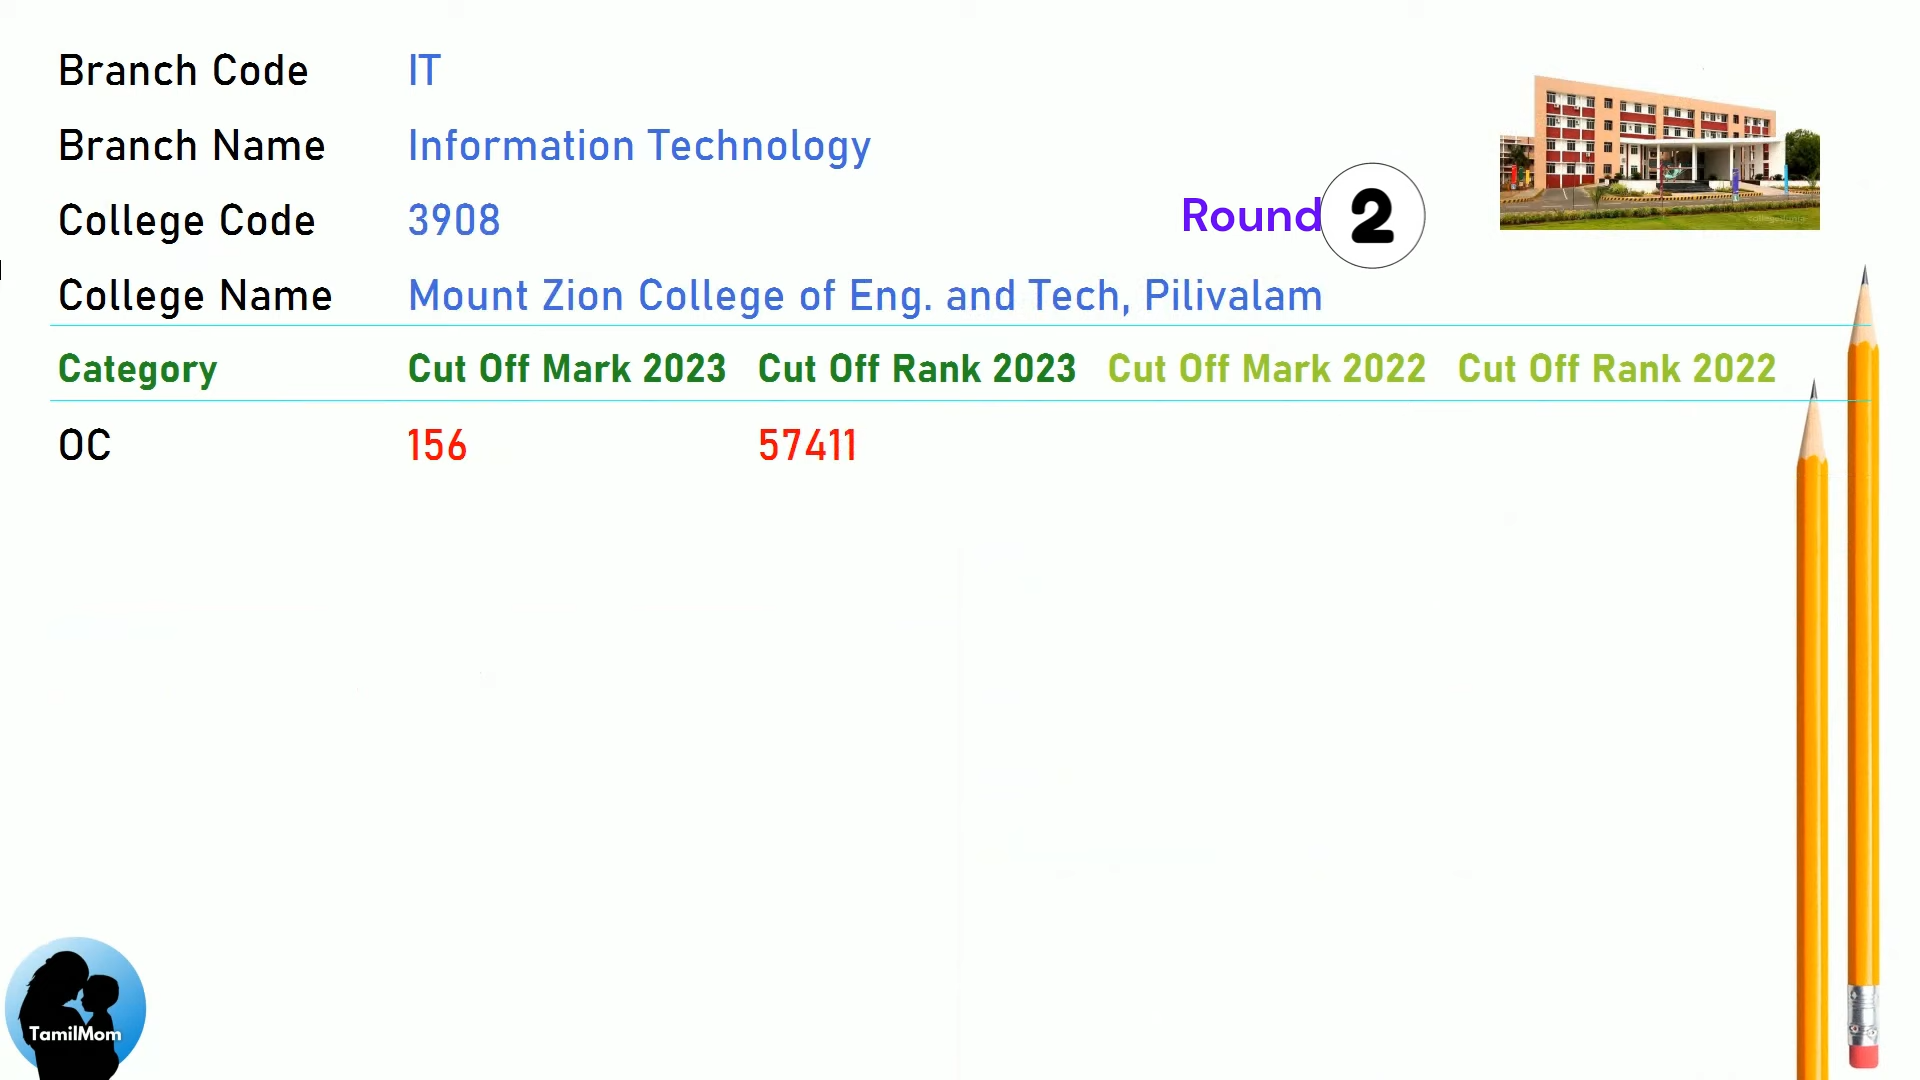 Branch Code IT
Branch Name Information Technology
College Code 3908
Round 2
College Name Mount Zion College of Eng. and Tech, Pilivalam
Category Cut Off Mark 2023 Cut Off Rank 2023 Cut Off Mark 2022 Cut Off Rank 2022
OC 156 57411
TamilMom